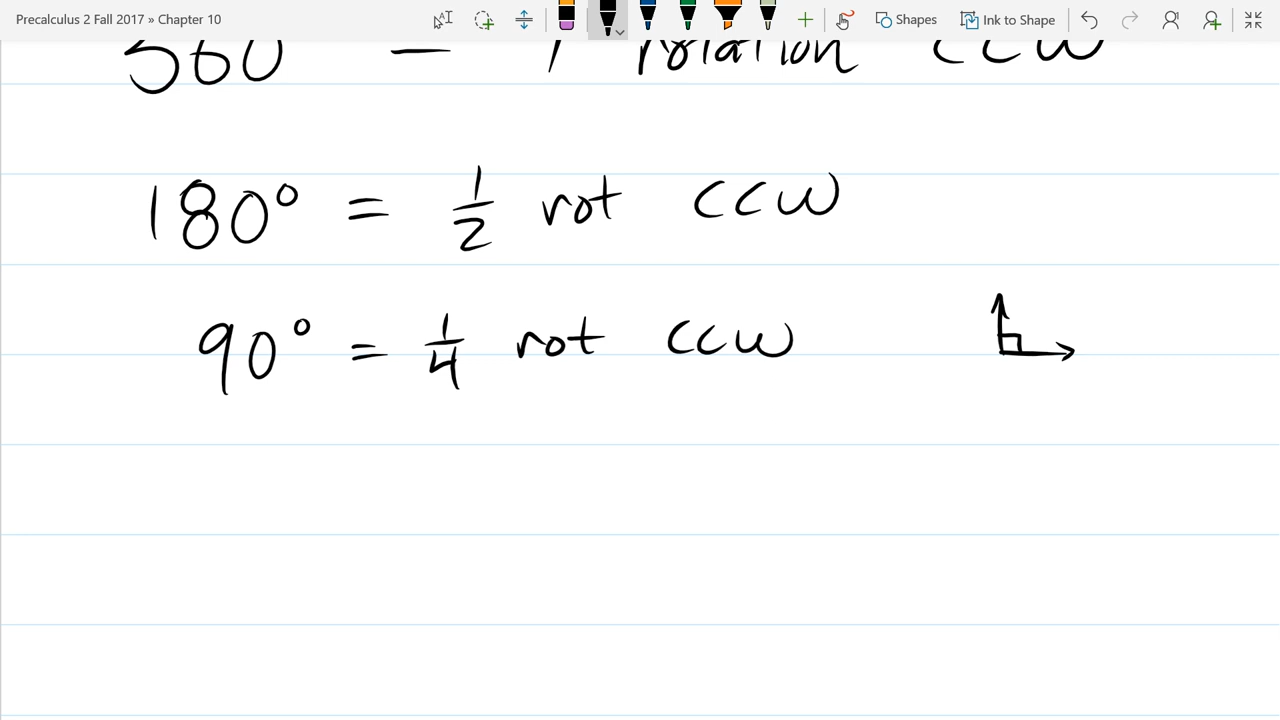 Precalculus 2 Fall 2017 » Chapter 10
Shapes
Ink to Shape
360 = 1 rotation CCW
180° = 1/2 rot CCW
90° = 1/4 rot CCW